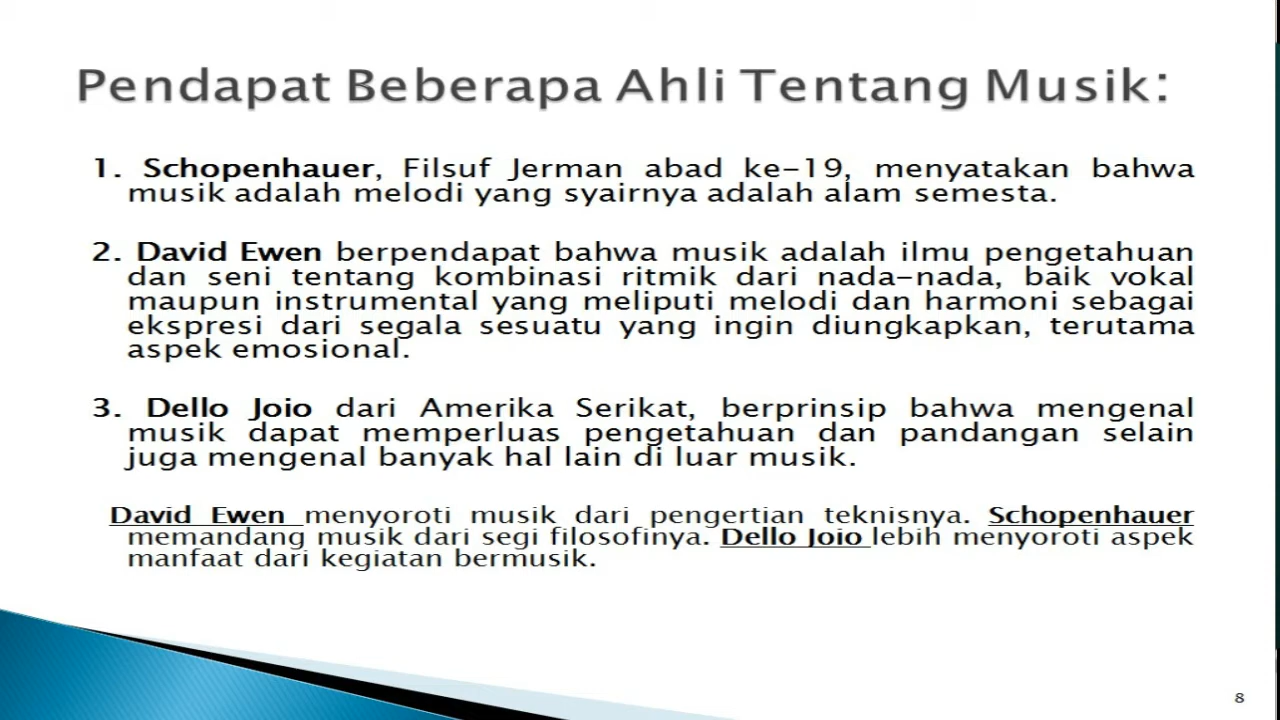 Pendapat Beberapa Ahli Tentang Musik:
1. Schopenhauer, Filsuf Jerman abad ke-19, menyatakan bahwa
musik adalah melodi yang syairnya adalah alam semesta.
2. David Ewen berpendapat bahwa musik adalah ilmu pengetahuan
dan seni tentang kombinasi ritmik dari nada-nada, baik vokal
maupun instrumental yang meliputi melodi dan harmoni sebagai
ekspresi dari segala sesuatu yang ingin diungkapkan, terutama
aspek emosional.
3. Dello Joio dari Amerika Serikat, berprinsip bahwa mengenal
musik dapat memperluas pengetahuan dan pandangan selain
juga mengenal banyak hal lain di luar musik.
David Ewen menyoroti musik dari pengertian teknisnya. Schopenhauer
memandang musik dari segi filosofinya. Dello Joio lebih menyoroti aspek
manfaat dari kegiatan bermusik.
8